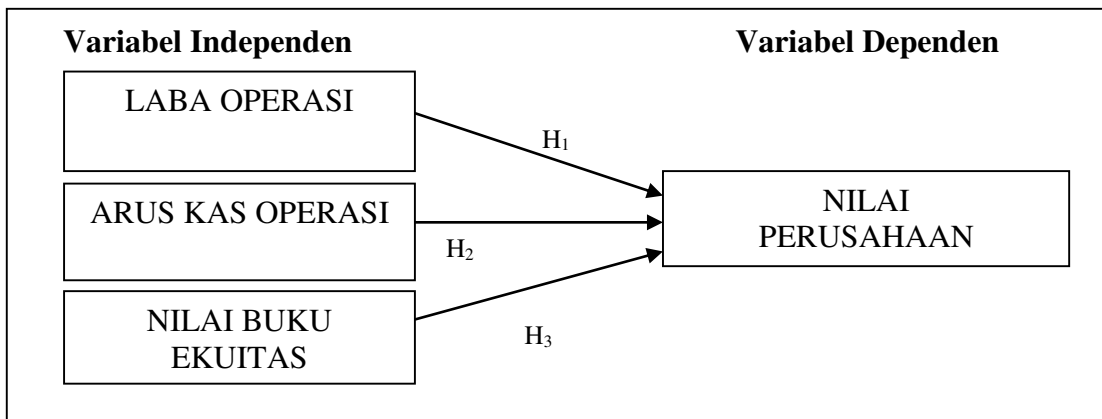 Variabel Independen
Variabel Dependen
LABA OPERASI
H₁
ARUS KAS OPERASI
H₂
NILAI BUKU
EKUITAS
H₃
NILAI
PERUSAHAAN